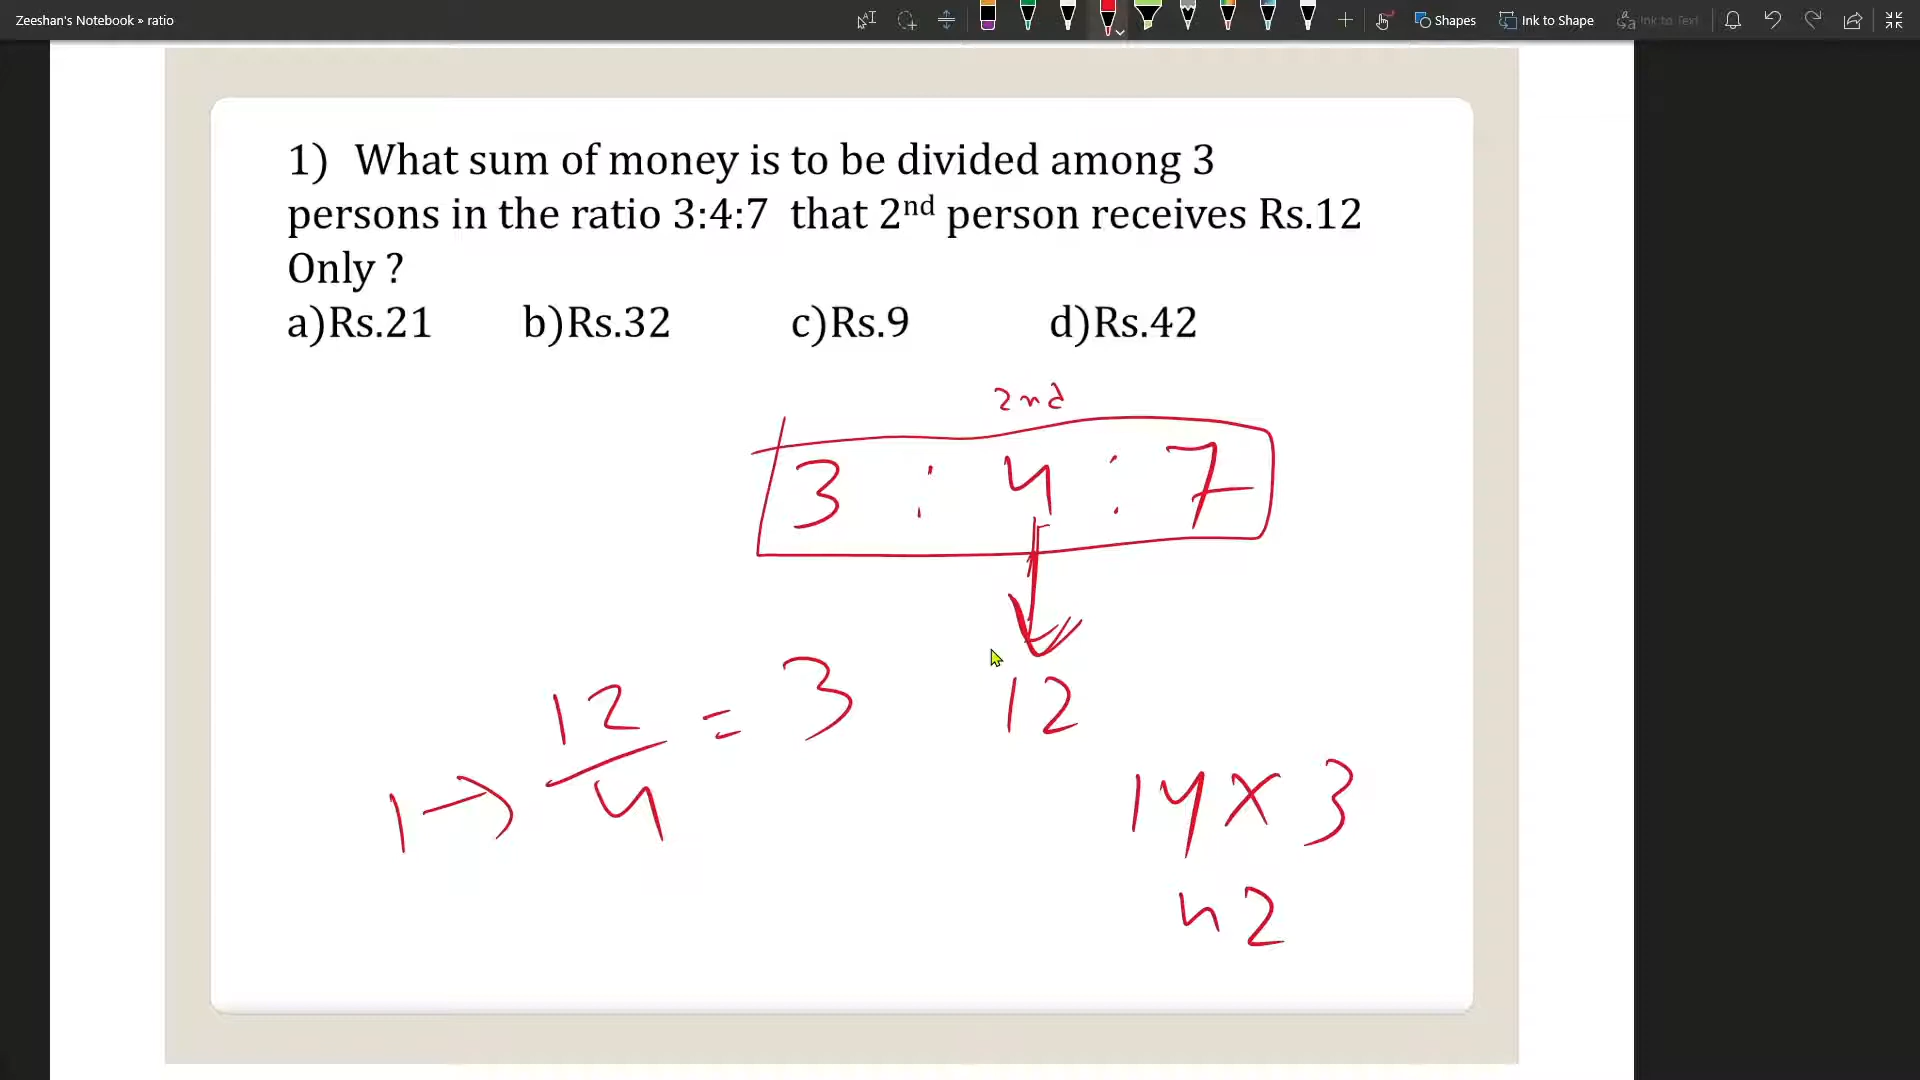 Zeeshan's Notebook » ratio
Shapes
Ink to Shape
Ink to Text
1) What sum of money is to be divided among 3
persons in the ratio 3:4:7 that 2nd person receives Rs.12
Only ?
a)Rs.21 b)Rs.32 c)Rs.9 d)Rs.42
2nd
3 : 4 : 7
12
1 → 12/4 = 3
14 x 3
42